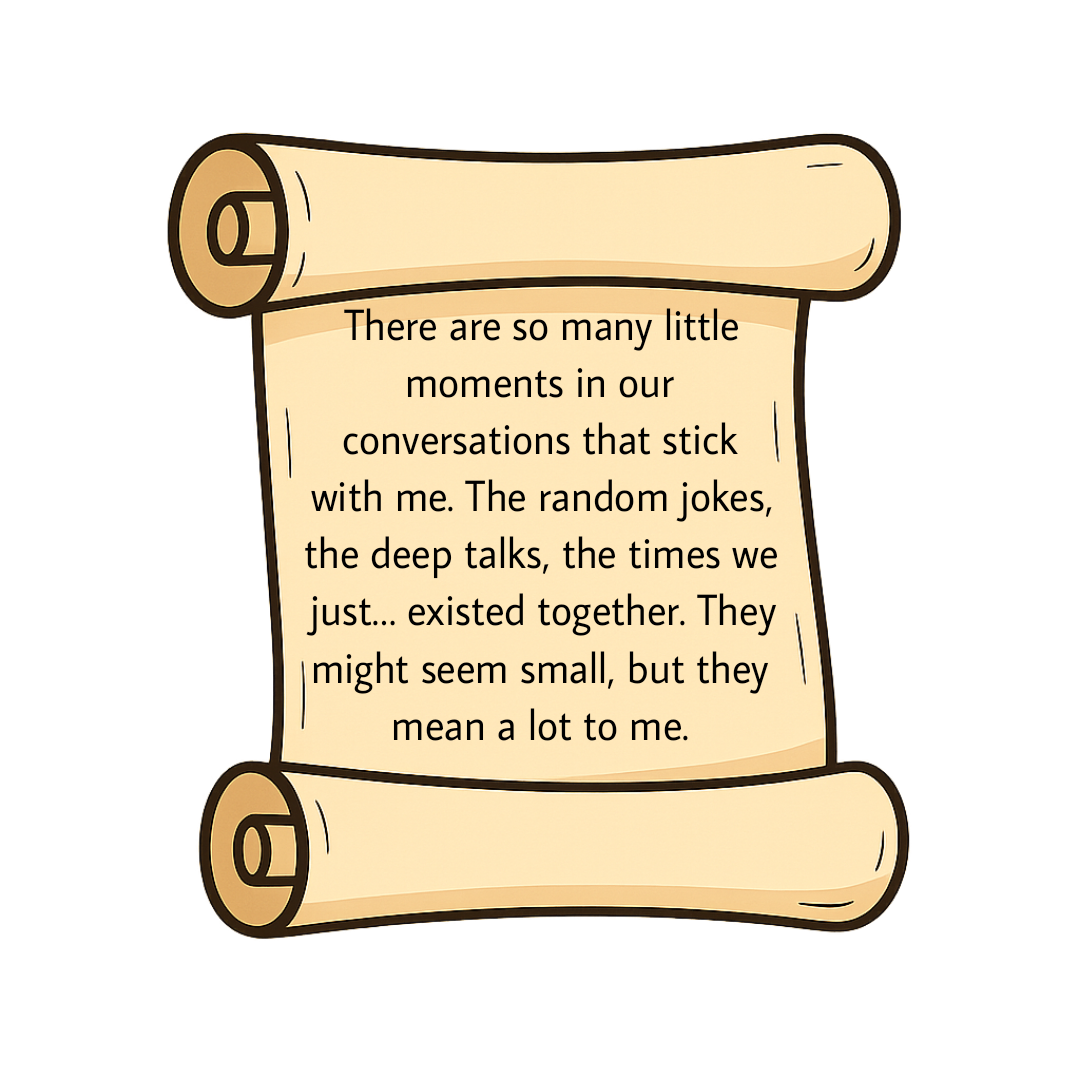 There are so many little
moments in our
conversations that stick
with me. The random jokes,
the deep talks, the times we
just... existed together. They
might seem small, but they
mean a lot to me.